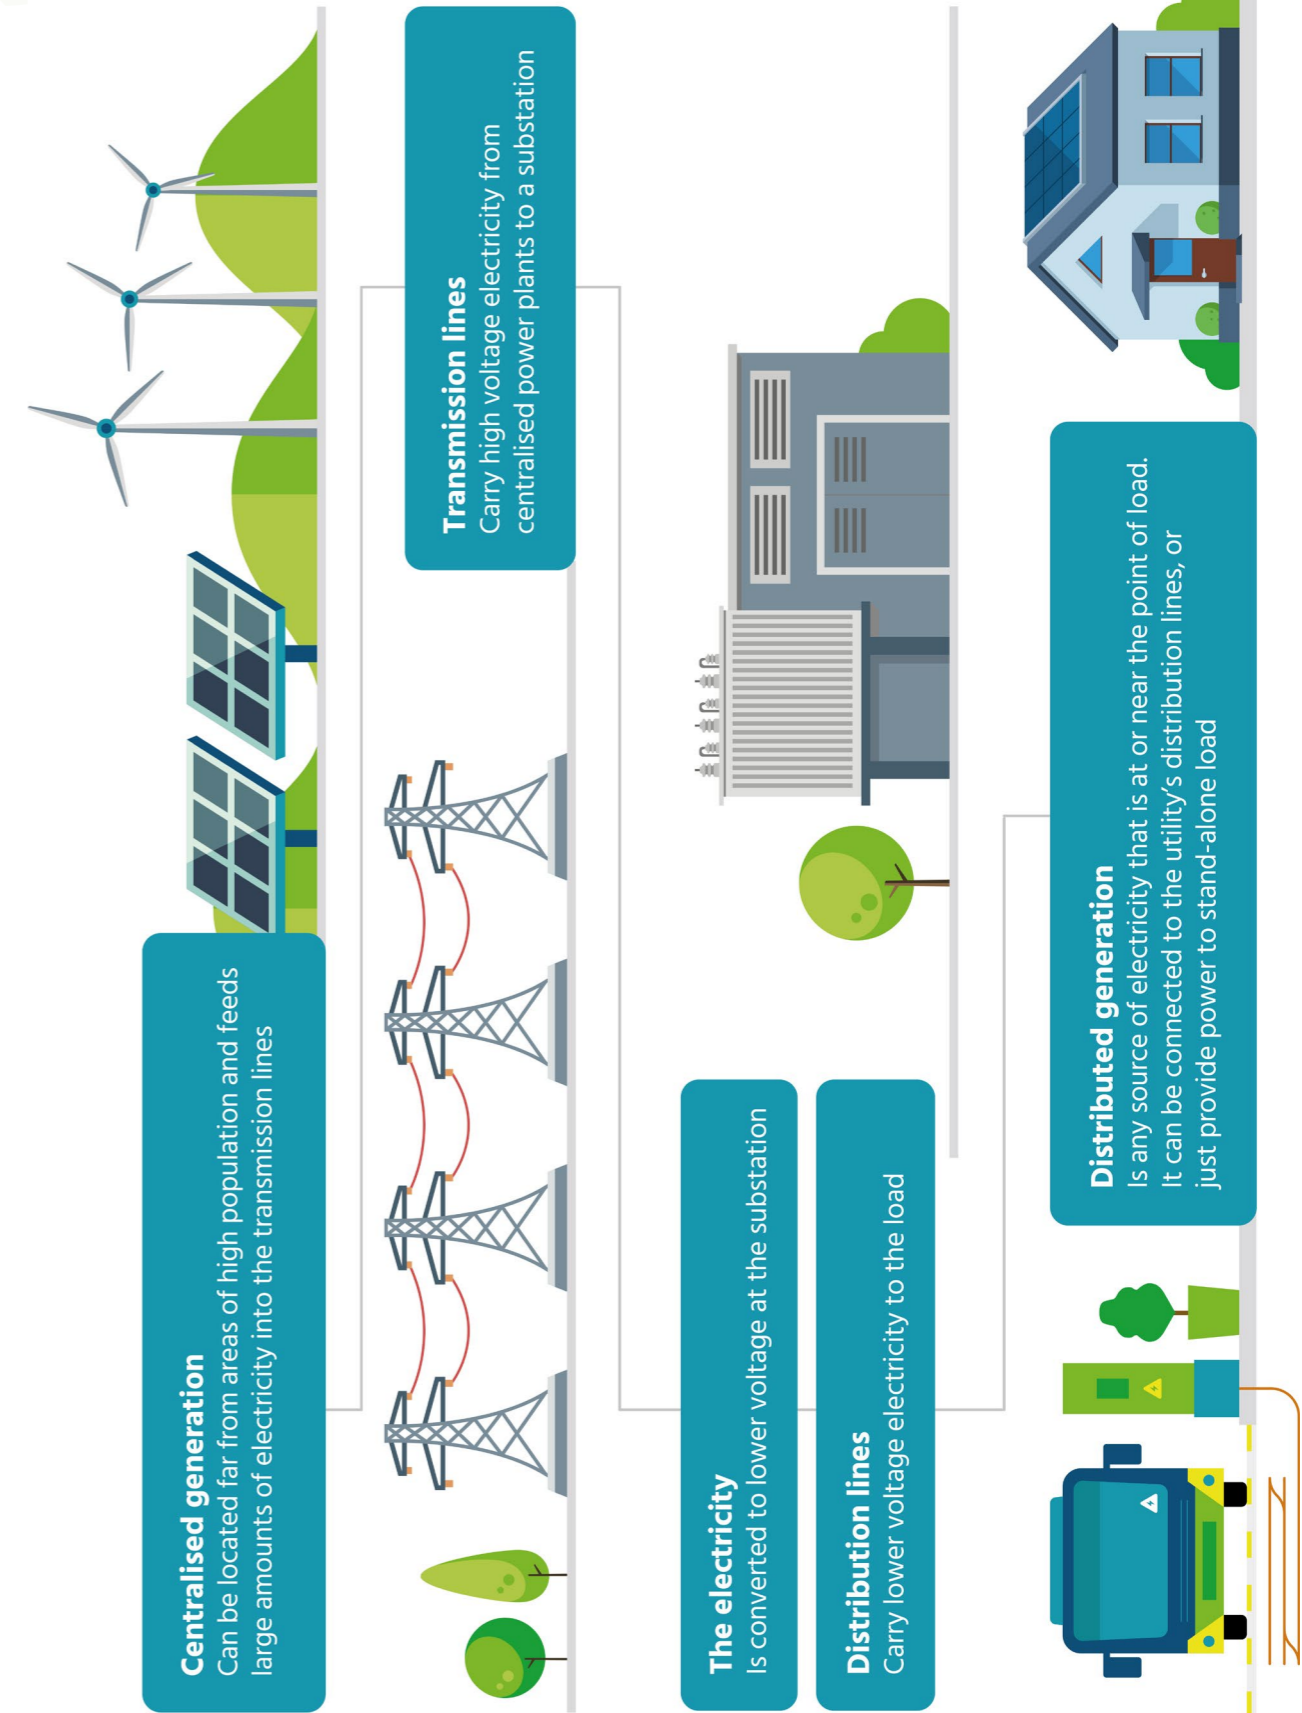 Centralised generation
Can be located far from areas of high population and feeds
large amounts of electricity into the transmission lines
Transmission lines
Carry high voltage electricity from
centralised power plants to a substation
The electricity
Is converted to lower voltage at the substation
Distribution lines
Carry lower voltage electricity to the load
Distributed generation
Is any source of electricity that is at or near the point of load.
It can be connected to the utility’s distribution lines, or
just provide power to stand-alone load